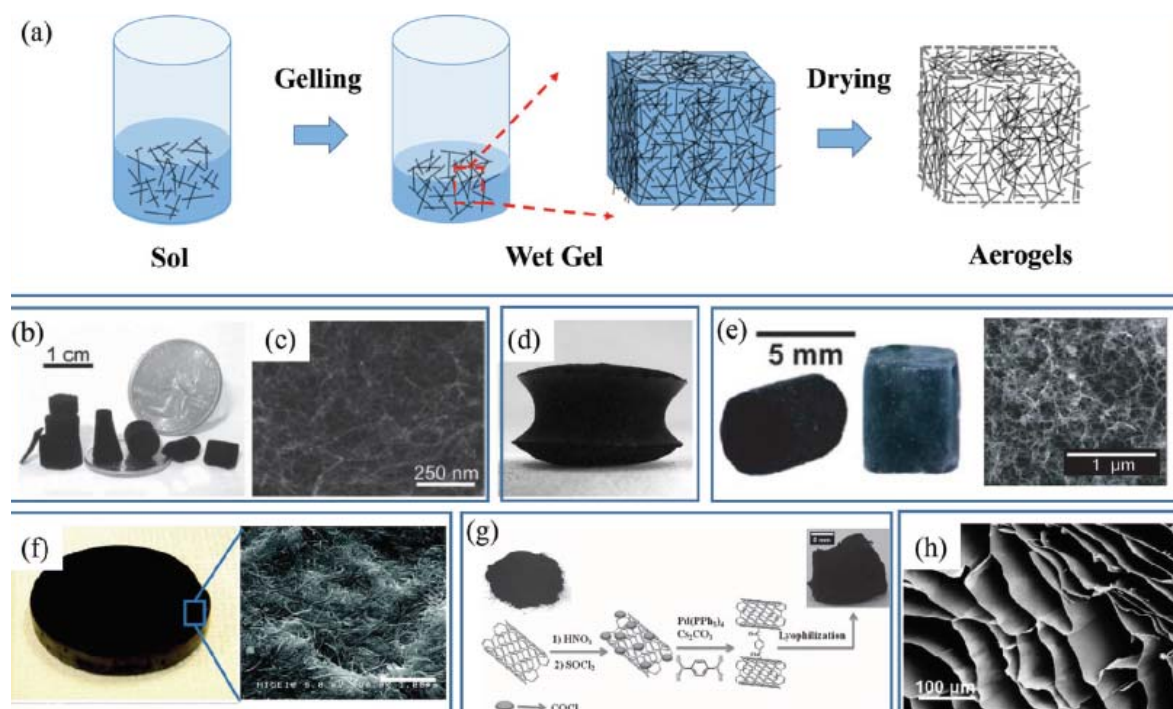 (a)
Gelling
Drying
Sol
Wet Gel
Aerogels
(b)
1 cm
(c)
250 nm
(d)
(e)
5 mm
1 μm
(f)
(g)
1) HNO₃
2) SOCl₂
Pd(PPh₃)₄
Cs₂CO₃
Lyophilization
COCl
(h)
100 μm